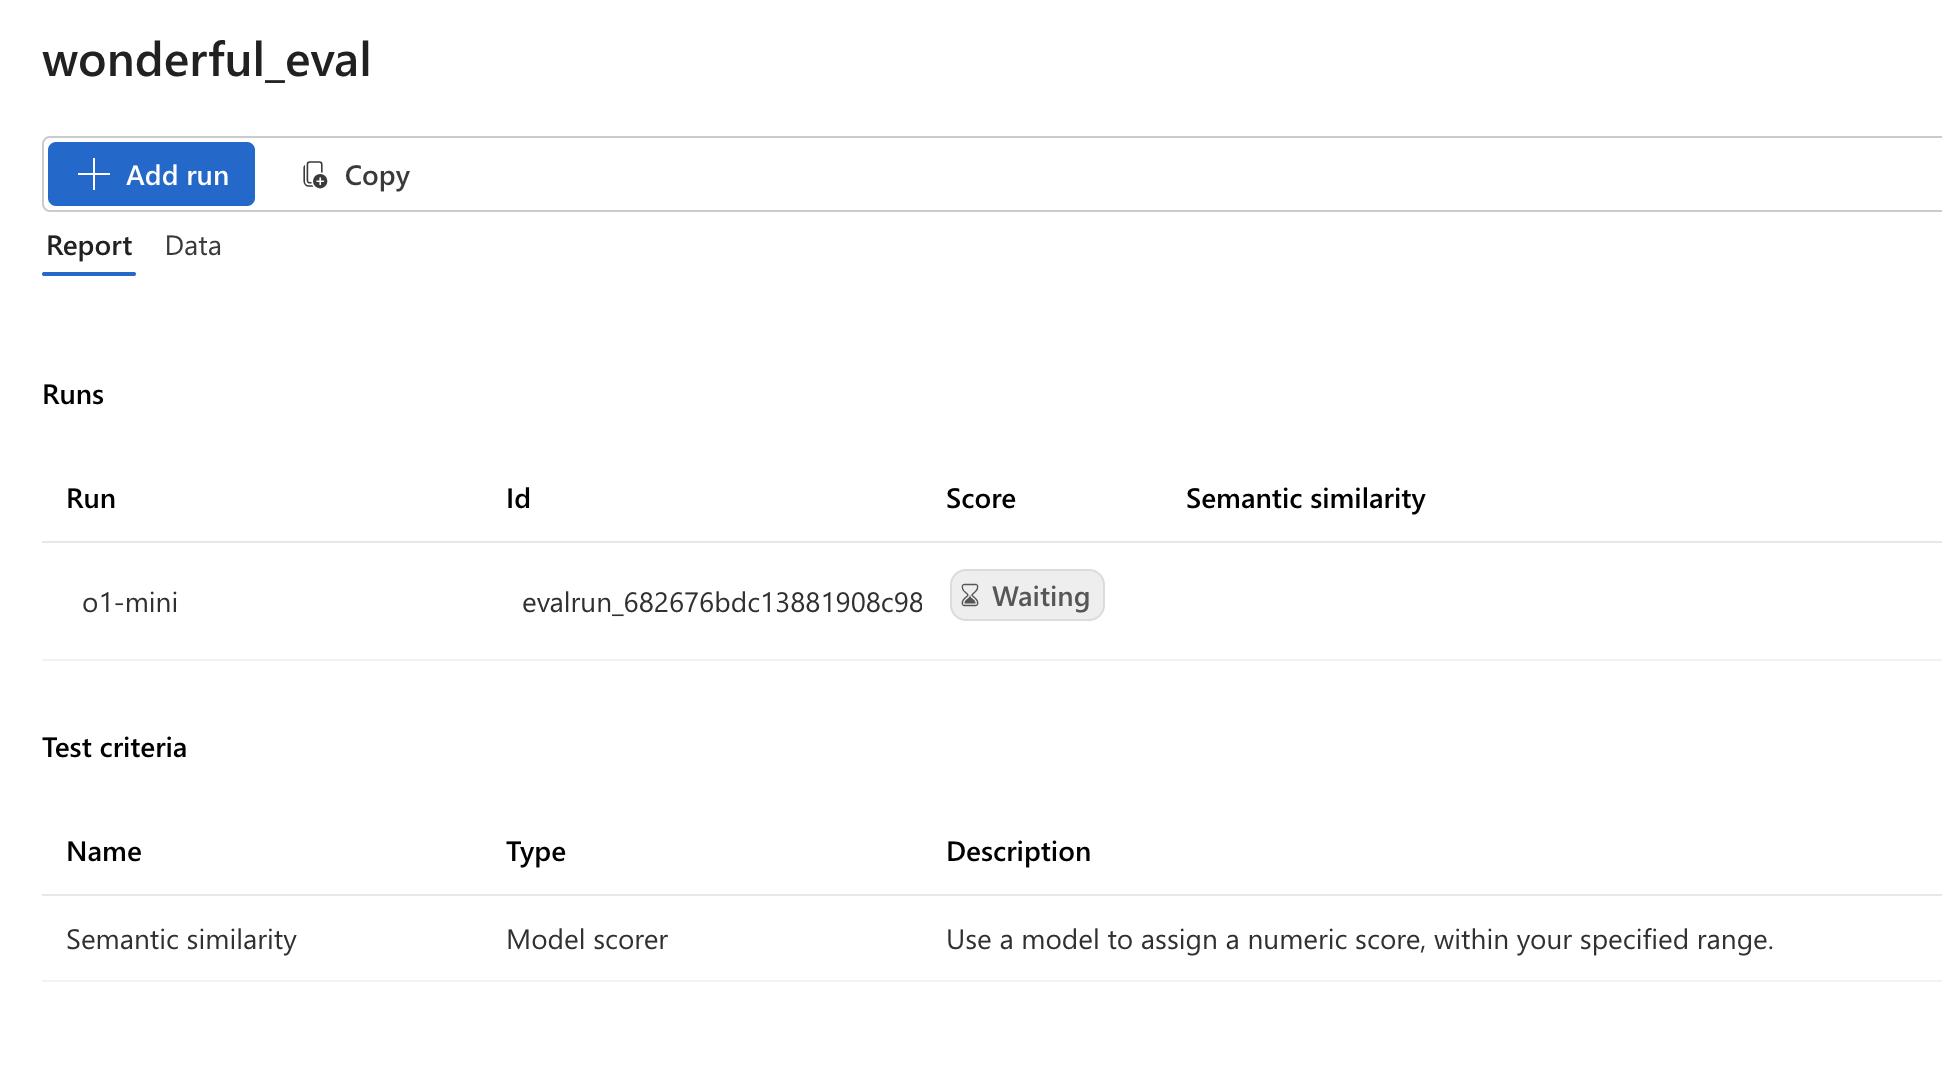 wonderful_eval
Add run Copy
Report Data
Runs
Run Id Score Semantic similarity
o1-mini evalrun_682676bdc13881908c98 Waiting
Test criteria
Name Type Description
Semantic similarity Model scorer Use a model to assign a numeric score, within your specified range.